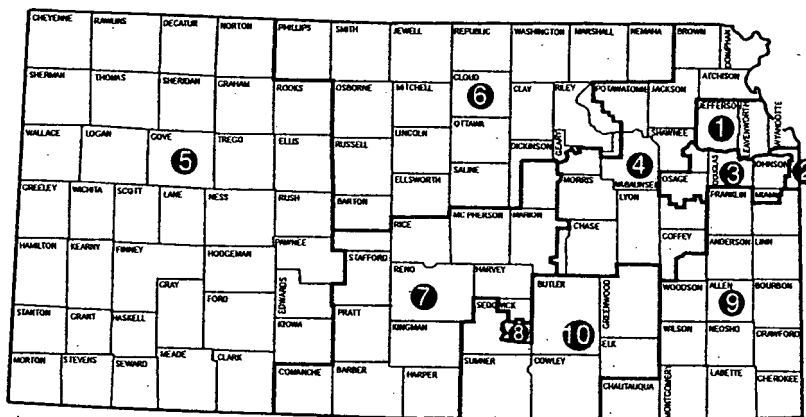 CHEYENNE RAWLINS DECATUR NORTON PHILLIPS SMITH JEWELL REPUBLIC WASHINGTON MARSHALL NEMAHA BROWN DONIPHAN
SHERMAN THOMAS SHERIDAN GRAHAM ROOKS OSBORNE MITCHELL CLOUD CLAY RILEY POTAWATOMI JACKSON ATCHISON
6
JEFFERSON LEAVENWORTH WYANDOTTE
1
WALLACE LOGAN GOVE TREGO ELLIS RUSSELL LINCOLN OTTAWA DICKINSON GEARY SHAWNEE
5 4 3 2
ELLSWORTH SALINE MORRIS WABAUNSEE OSAGE DOUGLAS JOHNSON
GREELEY WICHITA SCOTT LANE NESS RUSH BARTON LYON FRANKLIN MIAMI
RICE MC PHERSON MARION CHASE
HAMILTON KEARNY FINNEY HODGEMAN PAWNEE STAFFORD COFFEY ANDERSON LINN
RENO HARVEY
GRAY FORD EDWARDS SEDGWICK BUTLER GREENWOOD WOODSON ALLEN BOURBON
7 9
STANTON GRANT HASKELL KIOWA PRATT KINGMAN WILSON NEOSHO CRAWFORD
8 10
ELK
MORTON STEVENS SEWARD MEADE CLARK COMANCHE BARBER HARPER SUMNER COWLEY CHAUTAUQUA MONTGOMERY LABETTE CHEROKEE